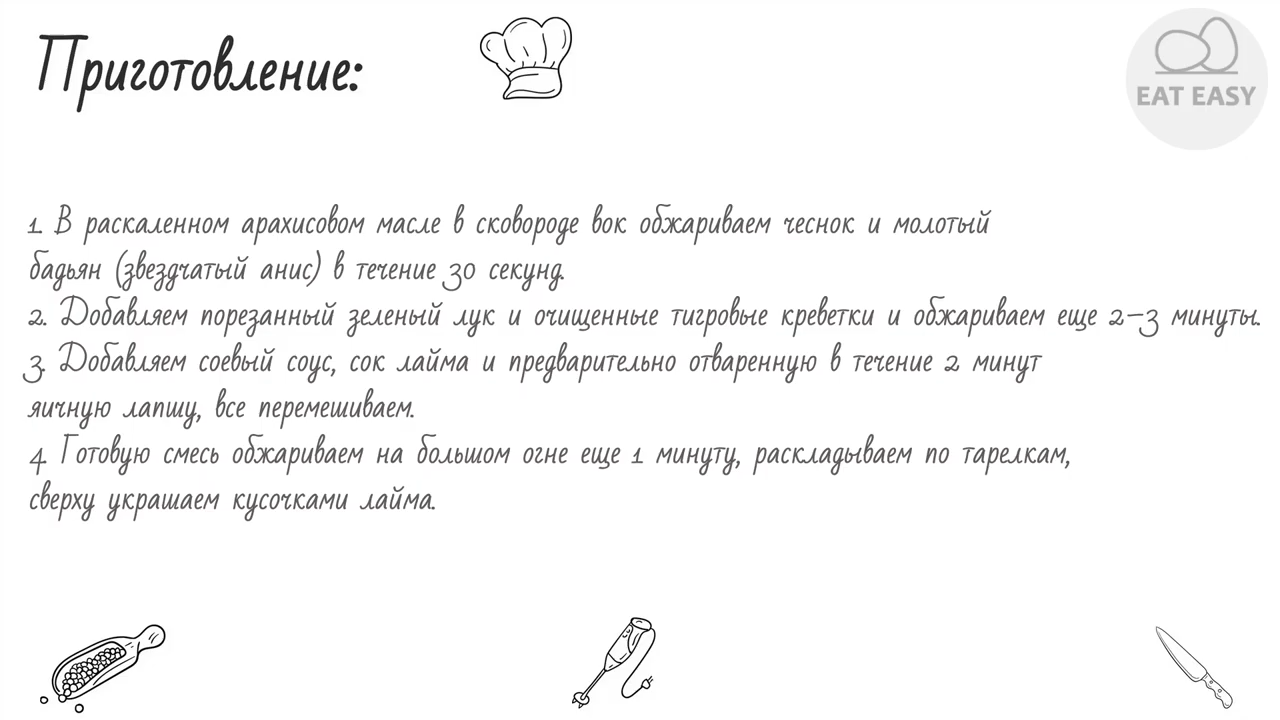 Приготовление:
EAT EASY
1. В раскаленном арахисовом масле в сковороде вок обжариваем чеснок и молотый
бадьян (звездчатый анис) в течение 30 секунд.
2. Добавляем порезанный зеленый лук и очищенные тигровые креветки и обжариваем еще 2-3 минуты.
3. Добавляем соевый соус, сок лайма и предварительно отваренную в течение 2 минут
яичную лапшу, все перемешиваем.
4. Готовую смесь обжариваем на большом огне еще 1 минуту, раскладываем по тарелкам,
сверху украшаем кусочками лайма.